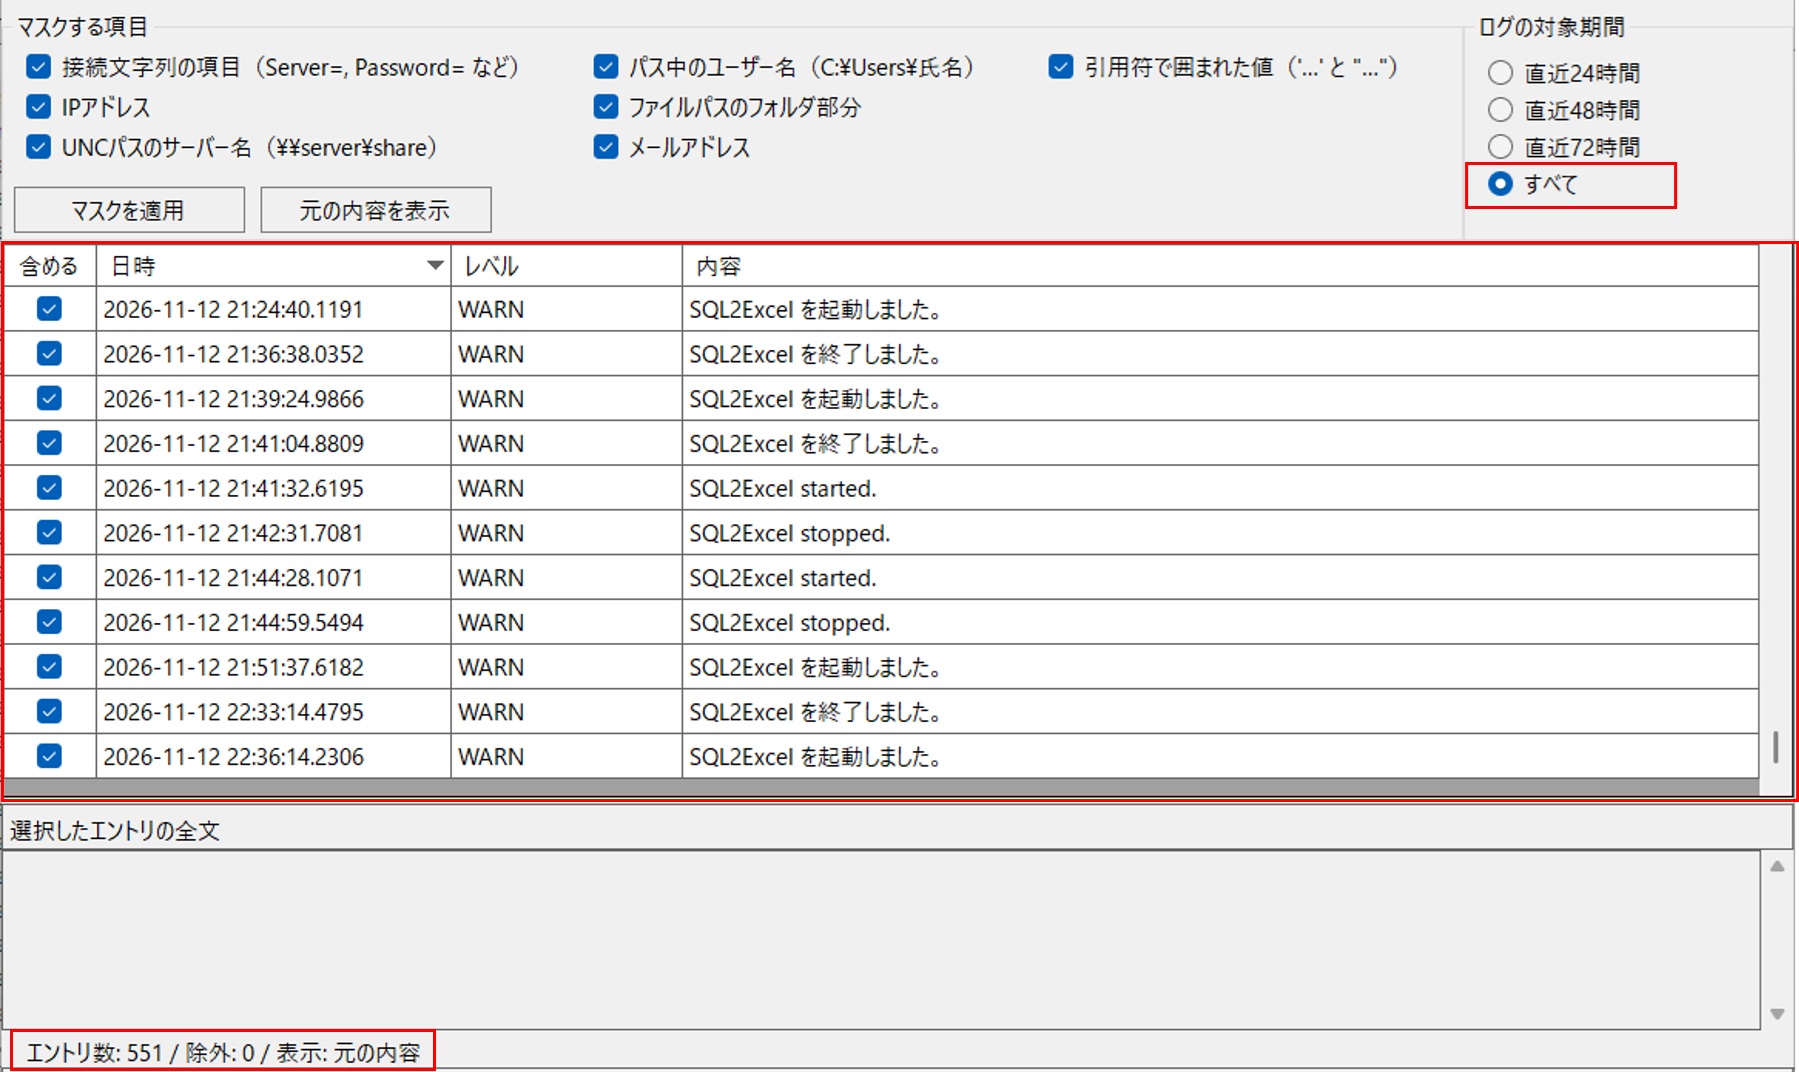 マスクする項目
接続文字列の項目（Server=, Password= など）
IPアドレス
UNCパスのサーバー名（¥¥server¥share）
パス中のユーザー名（C:¥Users¥氏名）
ファイルパスのフォルダ部分
メールアドレス
引用符で囲まれた値（'...' と "..."）
ログの対象期間
直近24時間
直近48時間
直近72時間
すべて
マスクを適用 元の内容を表示
含める 日時 レベル 内容
2026-11-12 21:24:40.1191 WARN SQL2Excel を起動しました。
2026-11-12 21:36:38.0352 WARN SQL2Excel を終了しました。
2026-11-12 21:39:24.9866 WARN SQL2Excel を起動しました。
2026-11-12 21:41:04.8809 WARN SQL2Excel を終了しました。
2026-11-12 21:41:32.6195 WARN SQL2Excel started.
2026-11-12 21:42:31.7081 WARN SQL2Excel stopped.
2026-11-12 21:44:28.1071 WARN SQL2Excel started.
2026-11-12 21:44:59.5494 WARN SQL2Excel stopped.
2026-11-12 21:51:37.6182 WARN SQL2Excel を起動しました。
2026-11-12 22:33:14.4795 WARN SQL2Excel を終了しました。
2026-11-12 22:36:14.2306 WARN SQL2Excel を起動しました。
選択したエントリの全文
エントリ数: 551 / 除外: 0 / 表示: 元の内容